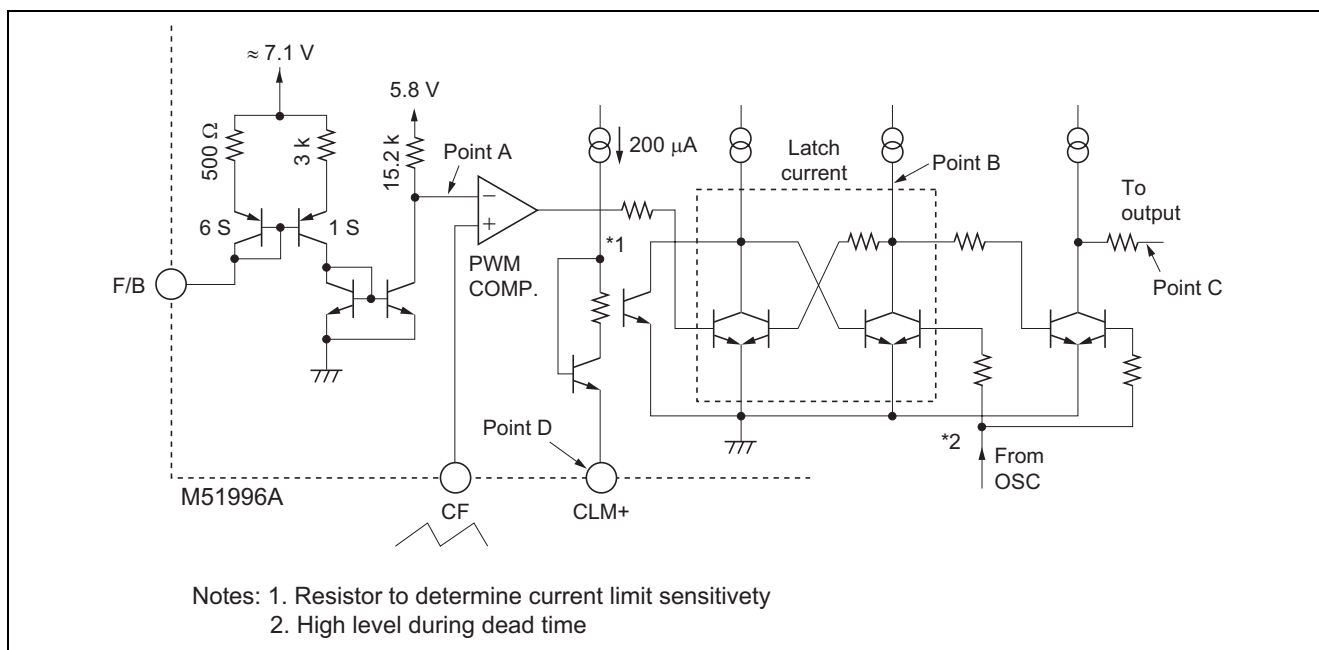 ≈ 7.1 V
5.8 V
500 Ω
3 k
15.2 k
Point A
200 μA
Latch
current
Point B
To
output
6 S
1 S
−
+
*1
PWM
COMP.
F/B
Point C
Point D
*2
From
OSC
M51996A
CF
CLM+
Notes: 1. Resistor to determine current limit sensitivety
2. High level during dead time